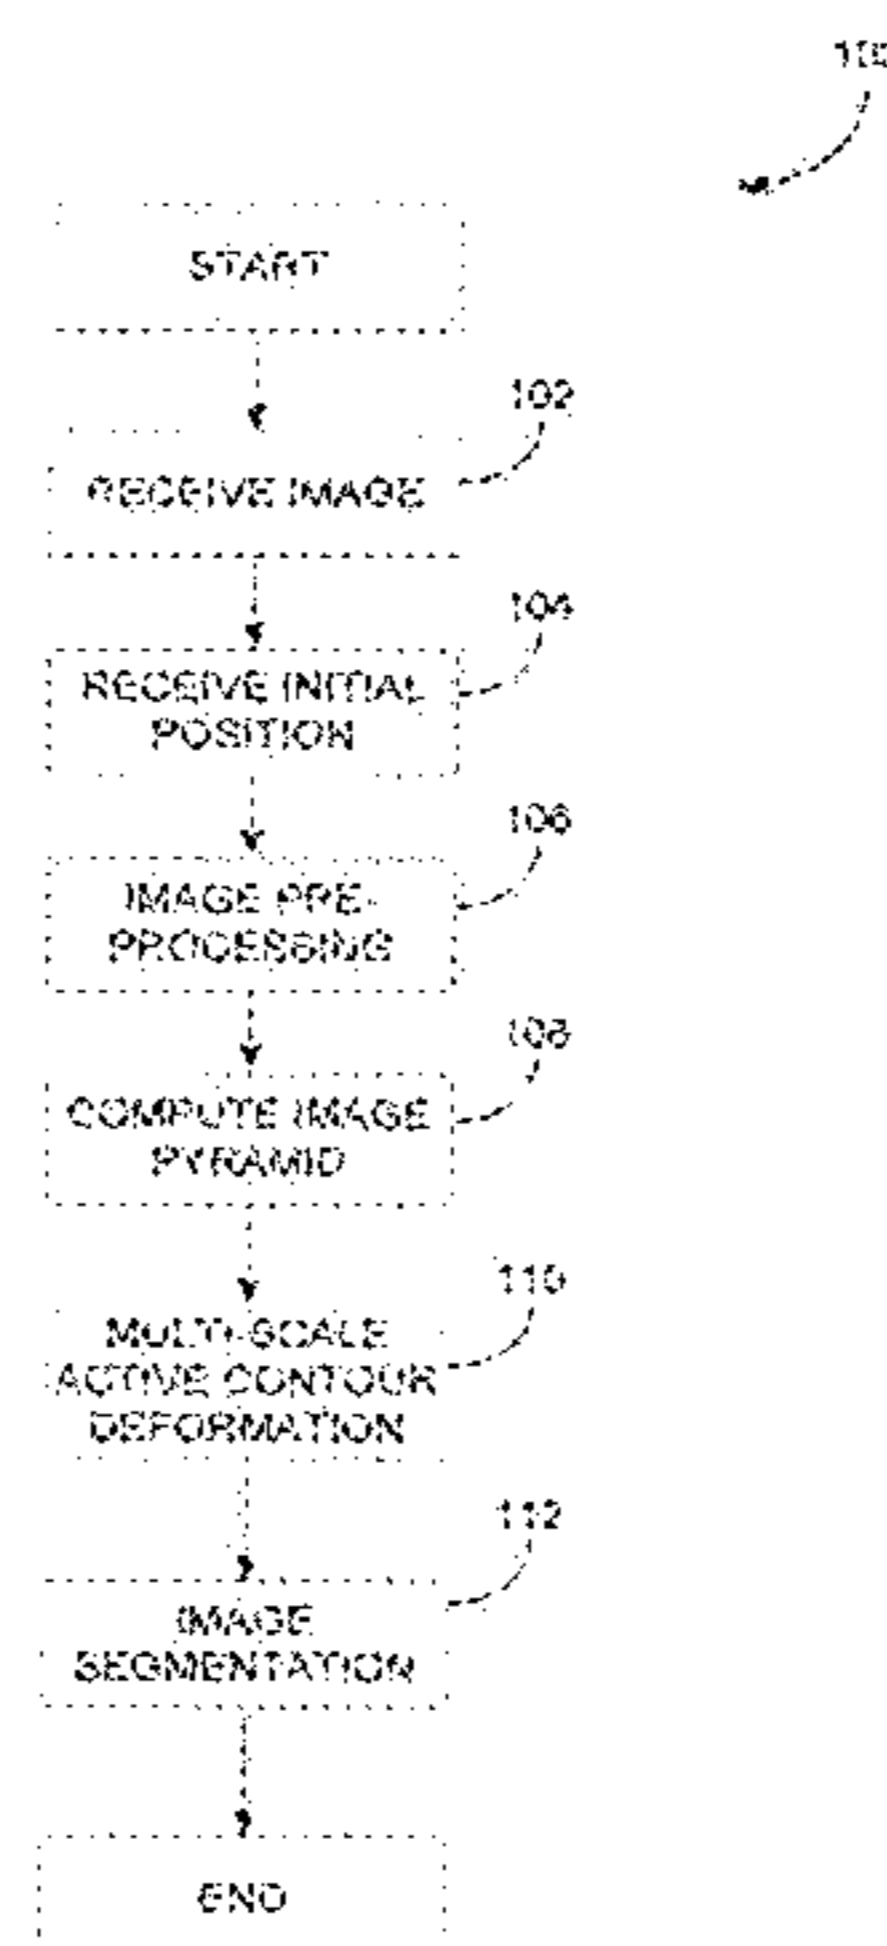 START
102
RECEIVE IMAGE
104
RECEIVE INITIAL
POSITION
106
IMAGE PRE-
PROCESSING
108
COMPUTE IMAGE
PYRAMID
110
MULTI-SCALE
ACTIVE CONTOUR
DEFORMATION
112
IMAGE
SEGMENTATION
END